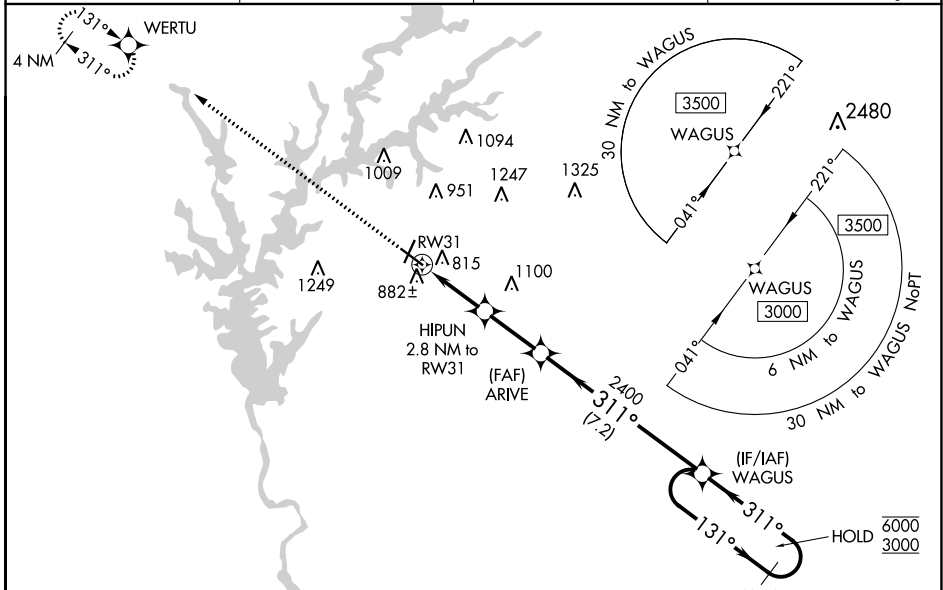 131°
WERTU
4 NM
311°
30 NM to WAGUS
3500
221°
WAGUS
041°
2480
1094
1009
951
1247
1325
RW31
815
882±
1249
1100
HIPUN
2.8 NM to
RW31
(FAF)
ARIVE
2400
311°
(7.2)
221°
3500
WAGUS
3000
041°
6 NM to WAGUS
30 NM to WAGUS NoPT
(IF/IAF)
WAGUS
311°
131°
HOLD
6000
3000